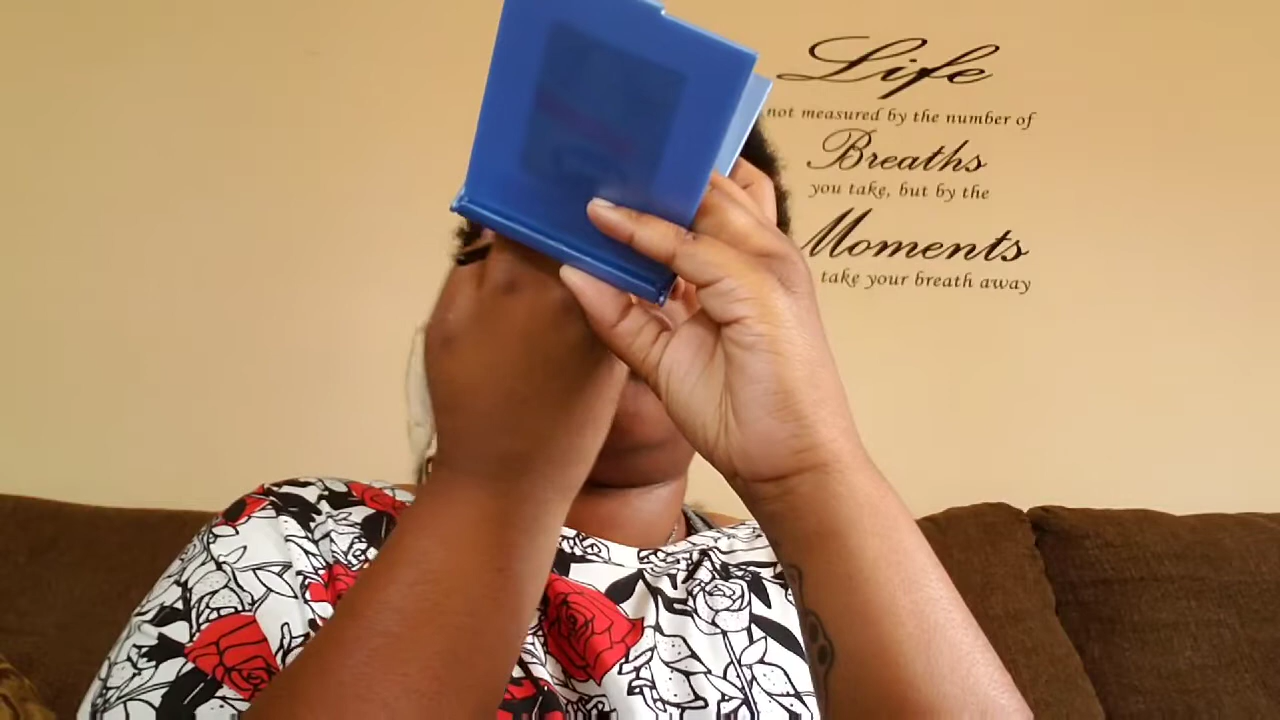 Life
not measured by the number of
Breaths
you take, but by the
Moments
take your breath away